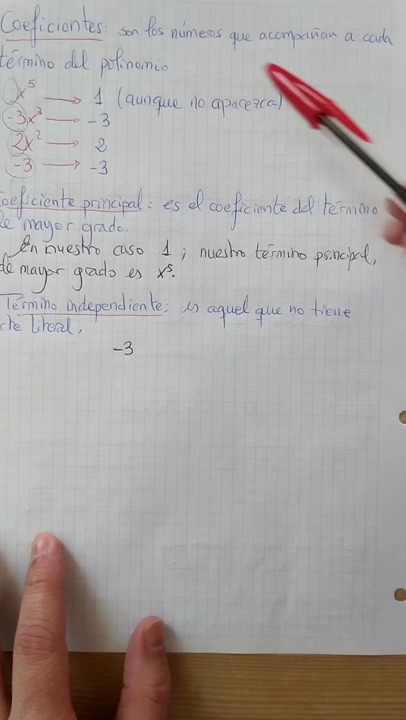 Coeficientes son los números que acompañan a cada
término del polinomio
x⁵ → 1 (aunque no aparezca)
-3x³ → -3
2x² → 2
-3 → -3
oeficiente principal: es el coeficiente del término
de mayor grado.
En nuestro caso 1; nuestro término principal,
de mayor grado es x⁵.
Término independiente: es aquel que no tiene
rte literal.
-3